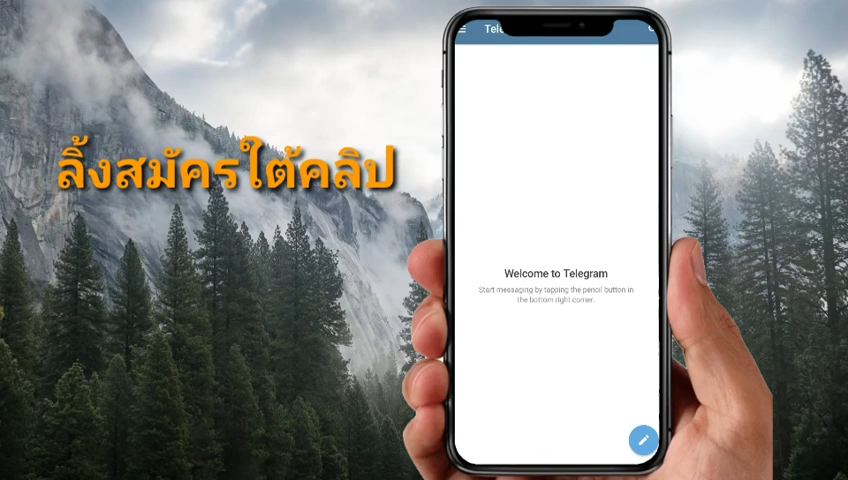 ลิ้งสมัครใต้คลิป
Welcome to Telegram
Start messaging by tapping the pencil button in
the bottom right corner.